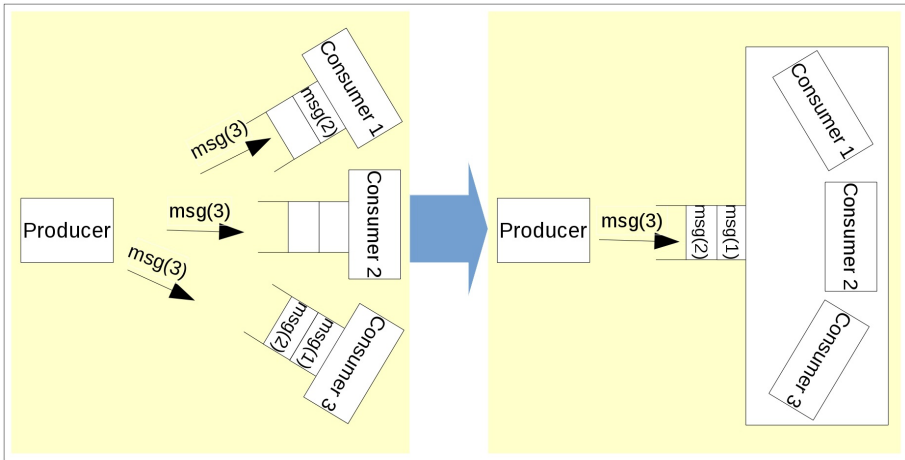 Producer
msg(3)
msg(2)
Consumer 1
msg(3)
Consumer 2
msg(3)
msg(2)
msg(1)
Consumer 3
Producer
msg(3)
msg(2)
msg(1)
Consumer 1
Consumer 2
Consumer 3